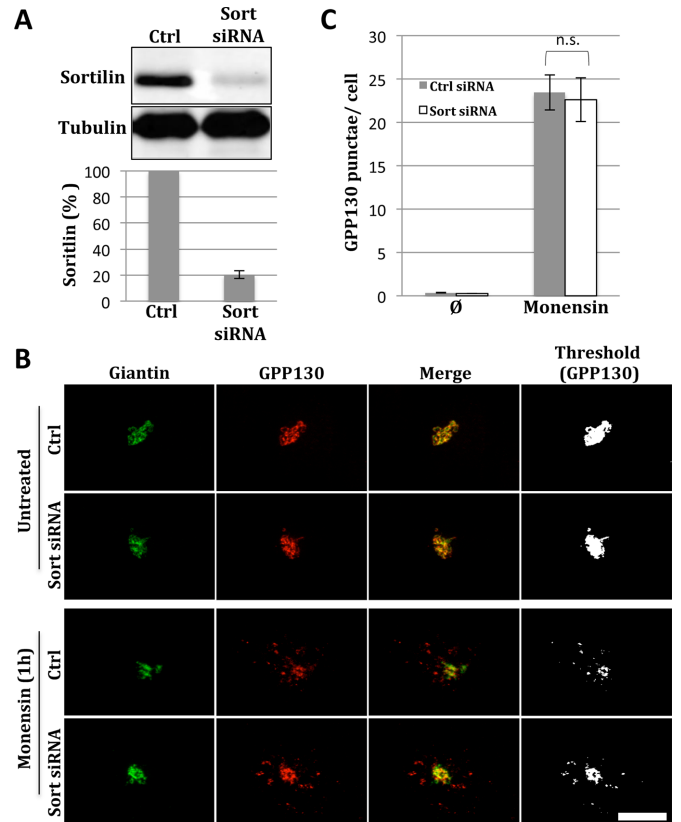 A
Ctrl
Sort
siRNA
Sortilin
Tubulin
Soritlin (%)
100
80
60
40
20
0
Ctrl
Sort
siRNA
C
n.s.
GPP130 punctae/ cell
30
25
20
15
10
5
0
Ctrl siRNA
Sort siRNA
Ø
Monensin
B
Giantin
GPP130
Merge
Threshold
(GPP130)
Untreated
Ctrl
Sort siRNA
Monensin (1h)
Ctrl
Sort siRNA